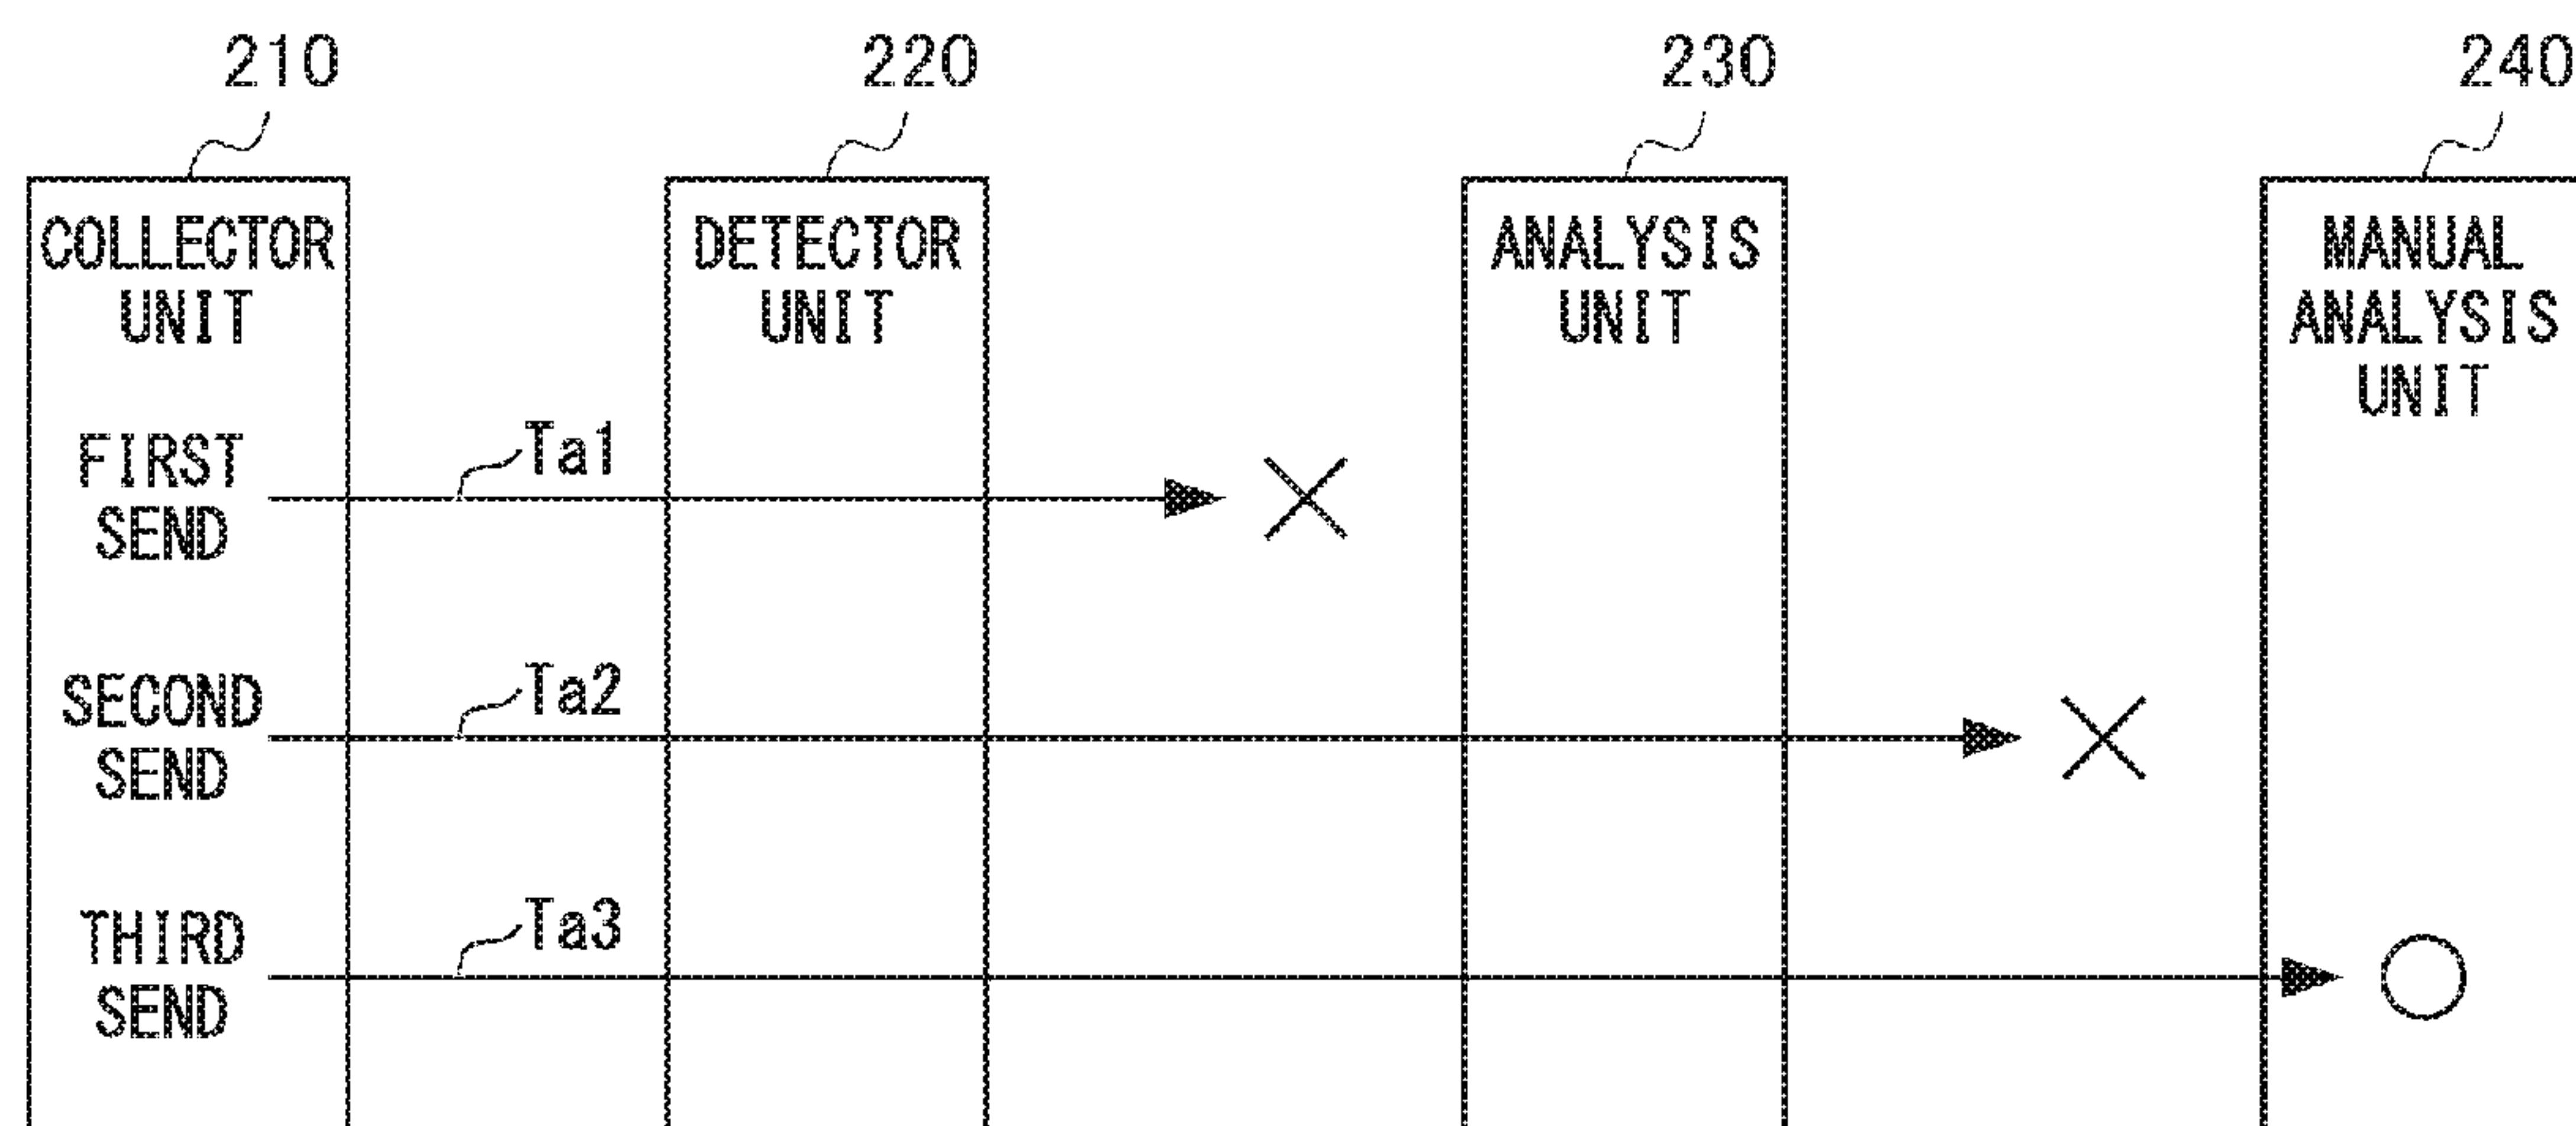 210
220
230
240
COLLECTOR
UNIT
DETECTOR
UNIT
ANALYSIS
UNIT
MANUAL
ANALYSIS
UNIT
FIRST
SEND
Ta1
SECOND
SEND
Ta2
THIRD
SEND
Ta3